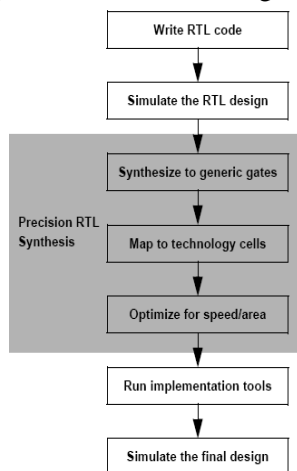 Write RTL code
Simulate the RTL design
Synthesize to generic gates
Precision RTL
Synthesis
Map to technology cells
Optimize for speed/area
Run implementation tools
Simulate the final design